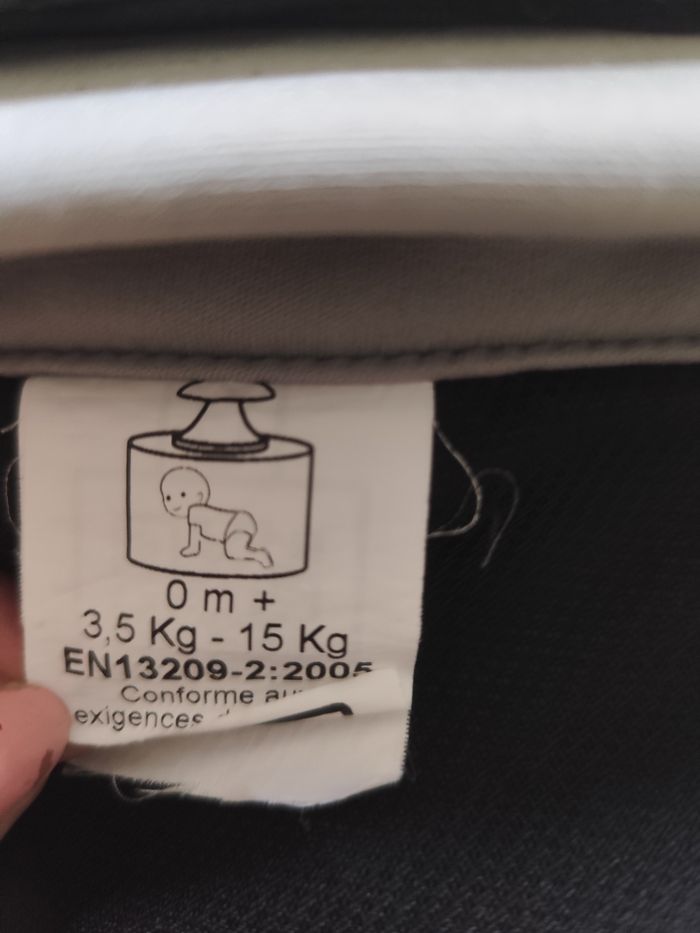 0 m +
3,5 Kg - 15 Kg
EN13209-2:2005
Conforme
exigences